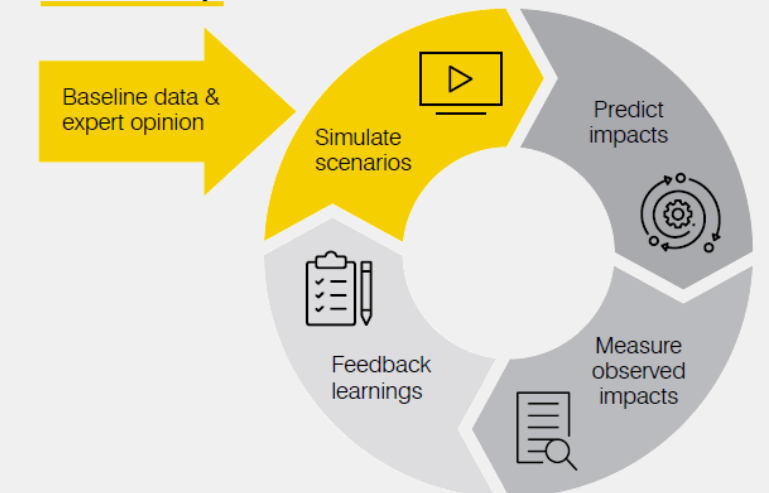 Baseline data &
expert opinion
Simulate
scenarios
Predict
impacts
Measure
observed
impacts
Feedback
learnings